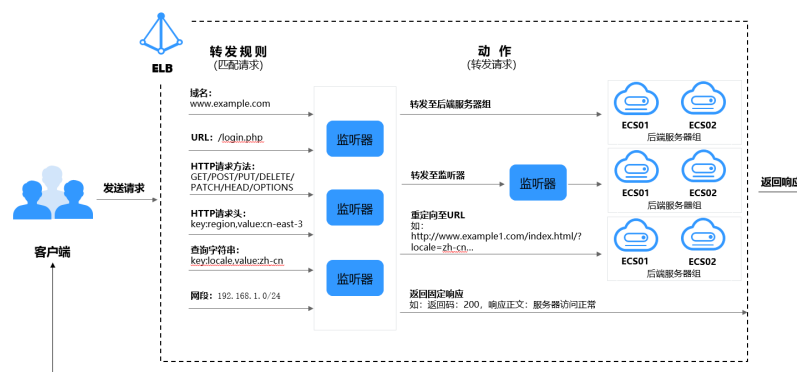 ELB
转发规则
(匹配请求)
动 作
(转发请求)
域名：
www.example.com
URL：/login.php
HTTP请求方法：
GET/POST/PUT/DELETE/
PATCH/HEAD/OPTIONS
HTTP请求头：
key:region,value:cn-east-3
查询字符串：
key:locale,value:zh-cn
网段：192.168.1.0/24
监听器
监听器
监听器
转发至后端服务器组
转发至监听器
监听器
重定向至URL
如：
http://www.example1.com/index.html/?
locale=zh-cn...
返回固定响应
如：返回码：200，响应正文：服务器访问正常
ECS01 ECS02
后端服务器组
ECS01 ECS02
后端服务器组
ECS01 ECS02
后端服务器组
发送请求
客户端
返回响应